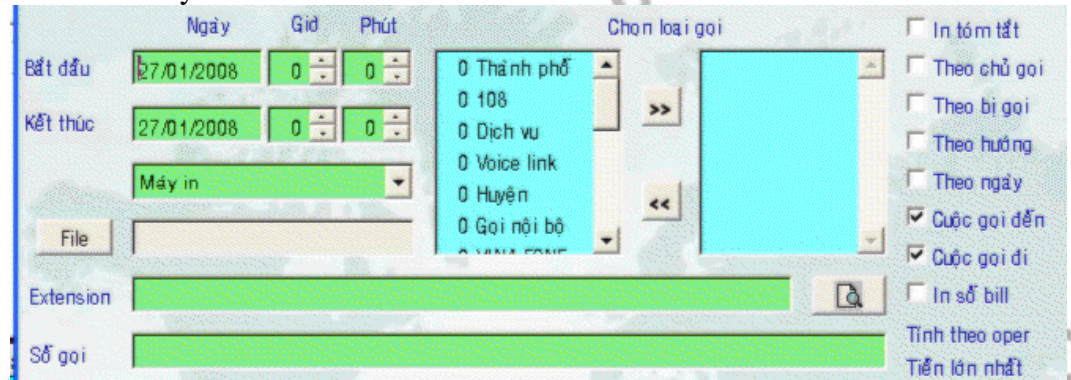 Ngày Giờ Phút Chọn loại gọi
In tóm tắt
Bắt đầu 27/01/2008 0 0
0 Thành phố
Theo chủ gọi
0 108
>>
Theo bị gọi
Kết thúc 27/01/2008 0 0
0 Dịch vụ
Theo hướng
0 Voice link
Máy in
0 Huyện
<<
Theo ngày
File
0 Gọi nội bộ
Cuộc gọi đến
0 VINA FONE
Cuộc gọi đi
Extension
In số bill
Số gọi
Tính theo oper
Tiền lớn nhất